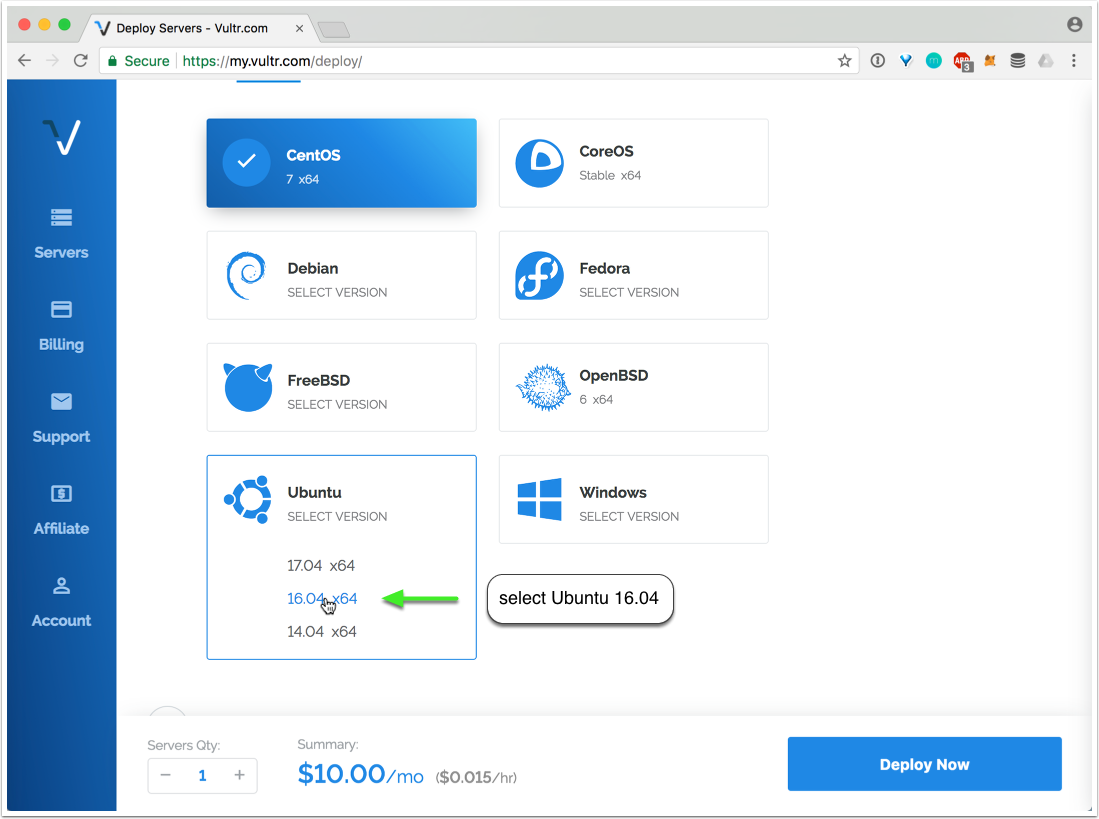 Deploy Servers - Vultr.com
Secure https://my.vultr.com/deploy/
3
Servers
Billing
Support
Affiliate
Account
CentOS
7 x64
CoreOS
Stable x64
Debian
SELECT VERSION
Fedora
SELECT VERSION
FreeBSD
SELECT VERSION
OpenBSD
6 x64
Ubuntu
SELECT VERSION
17.04 x64
16.04 x64
14.04 x64
Windows
SELECT VERSION
select Ubuntu 16.04
Servers Qty:
− 1 +
Summary:
$10.00/mo ($0.015/hr)
Deploy Now